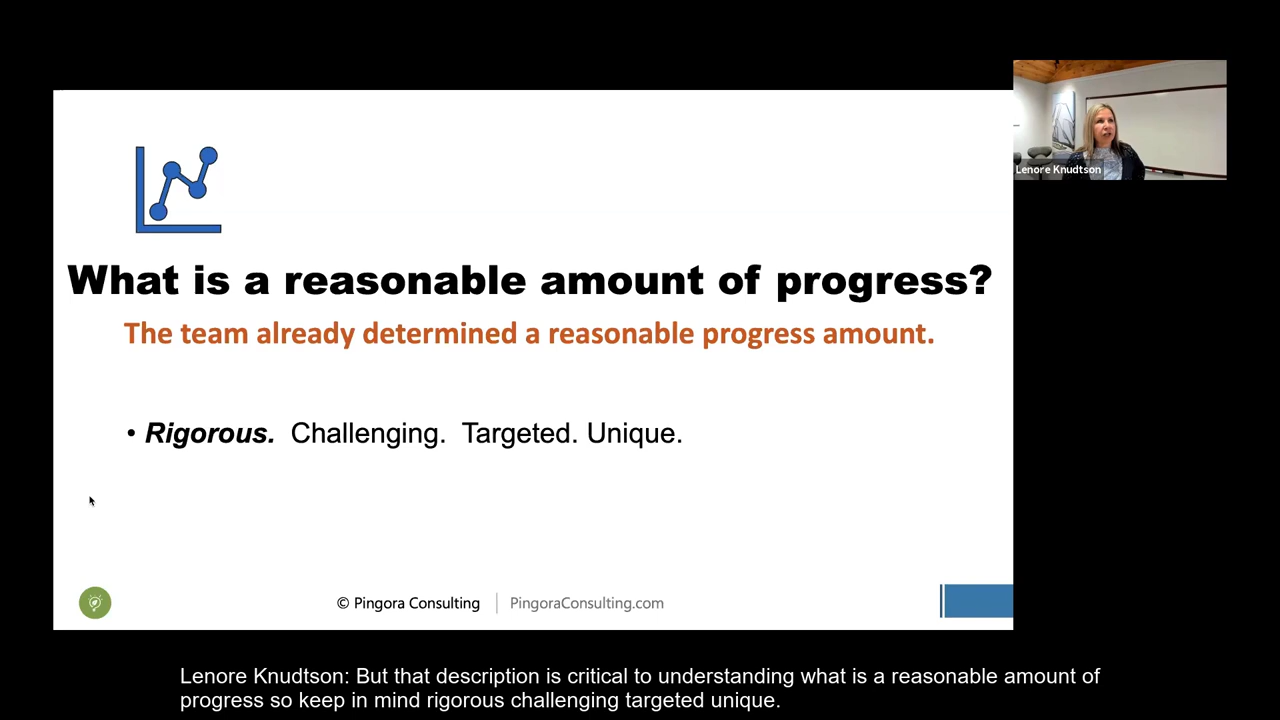 Lenore Knudtson
What is a reasonable amount of progress?
The team already determined a reasonable progress amount.
• Rigorous. Challenging. Targeted. Unique.
© Pingora Consulting | PingoraConsulting.com
Lenore Knudtson: But that description is critical to understanding what is a reasonable amount of
progress so keep in mind rigorous challenging targeted unique.